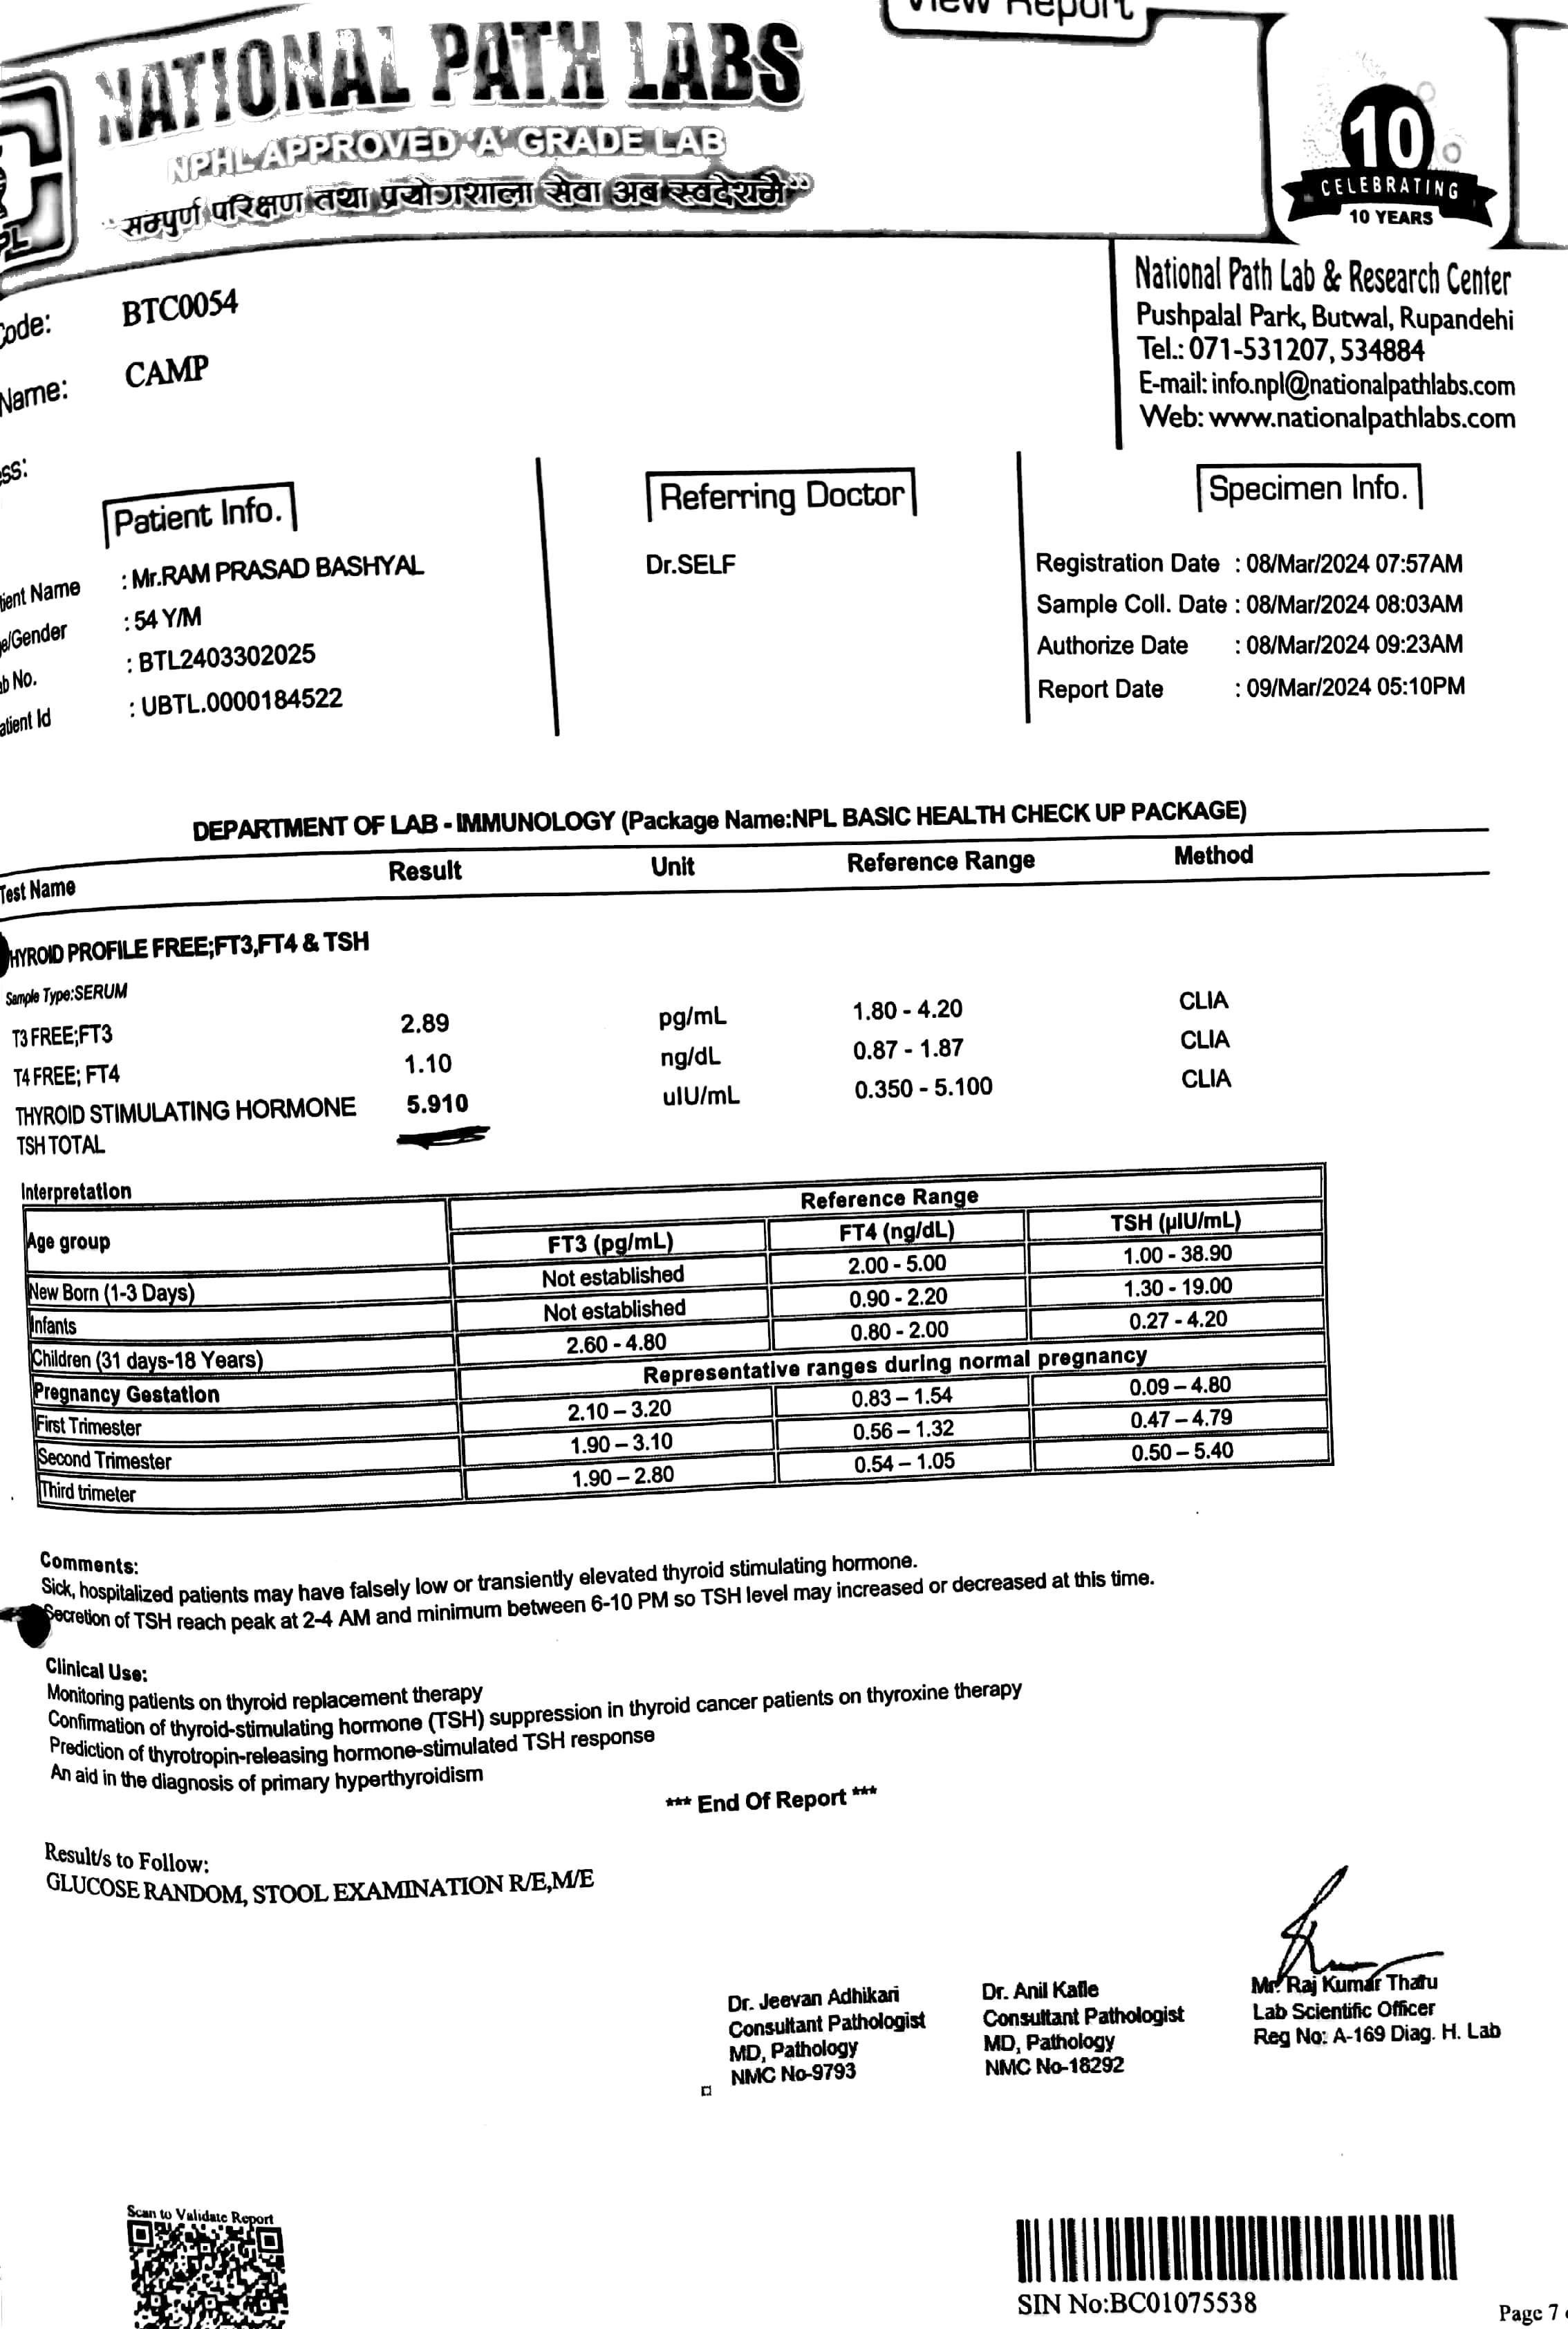 View Report
NATIONAL PATH LABS
NPHL APPROVED 'A' GRADE LAB
"सम्पुर्ण परिक्षण तथा प्रयोगशाला सेवा अब स्वदेशमै"
10
CELEBRATING
10 YEARS
National Path Lab & Research Center
Pushpalal Park, Butwal, Rupandehi
Tel.: 071-531207, 534884
E-mail: info.npl@nationalpathlabs.com
Web: www.nationalpathlabs.com
Code: BTC0054
Name: CAMP
ess:
Patient Info.
Referring Doctor
Specimen Info.
tient Name : Mr.RAM PRASAD BASHYAL
e/Gender : 54 Y/M
ab No. : BTL2403302025
atient Id : UBTL.0000184522
Dr.SELF
Registration Date : 08/Mar/2024 07:57AM
Sample Coll. Date : 08/Mar/2024 08:03AM
Authorize Date : 08/Mar/2024 09:23AM
Report Date : 09/Mar/2024 05:10PM
DEPARTMENT OF LAB - IMMUNOLOGY (Package Name:NPL BASIC HEALTH CHECK UP PACKAGE)
Test Name Result Unit Reference Range Method
HYROID PROFILE FREE;FT3,FT4 & TSH
Sample Type:SERUM
T3 FREE;FT3 2.89 pg/mL 1.80 - 4.20 CLIA
T4 FREE; FT4 1.10 ng/dL 0.87 - 1.87 CLIA
THYROID STIMULATING HORMONE 5.910 uIU/mL 0.350 - 5.100 CLIA
TSH TOTAL
Interpretation
Age group Reference Range
FT3 (pg/mL) FT4 (ng/dL) TSH (µIU/mL)
New Born (1-3 Days) Not established 2.00 - 5.00 1.00 - 38.90
Infants Not established 0.90 - 2.20 1.30 - 19.00
Children (31 days-18 Years) 2.60 - 4.80 0.80 - 2.00 0.27 - 4.20
Pregnancy Gestation Representative ranges during normal pregnancy
First Trimester 2.10 – 3.20 0.83 – 1.54 0.09 – 4.80
Second Trimester 1.90 – 3.10 0.56 – 1.32 0.47 – 4.79
Third trimeter 1.90 – 2.80 0.54 – 1.05 0.50 – 5.40
Comments:
Sick, hospitalized patients may have falsely low or transiently elevated thyroid stimulating hormone.
Secretion of TSH reach peak at 2-4 AM and minimum between 6-10 PM so TSH level may increased or decreased at this time.
Clinical Use:
Monitoring patients on thyroid replacement therapy
Confirmation of thyroid-stimulating hormone (TSH) suppression in thyroid cancer patients on thyroxine therapy
Prediction of thyrotropin-releasing hormone-stimulated TSH response
An aid in the diagnosis of primary hyperthyroidism
*** End Of Report ***
Result/s to Follow:
GLUCOSE RANDOM, STOOL EXAMINATION R/E,M/E
Dr. Jeevan Adhikari
Consultant Pathologist
MD, Pathology
NMC No-9793
Dr. Anil Kafle
Consultant Pathologist
MD, Pathology
NMC No-18292
Mr. Raj Kumar Tharu
Lab Scientific Officer
Reg No: A-169 Diag. H. Lab
Scan to Validate Report
SIN No:BC01075538
Page 7